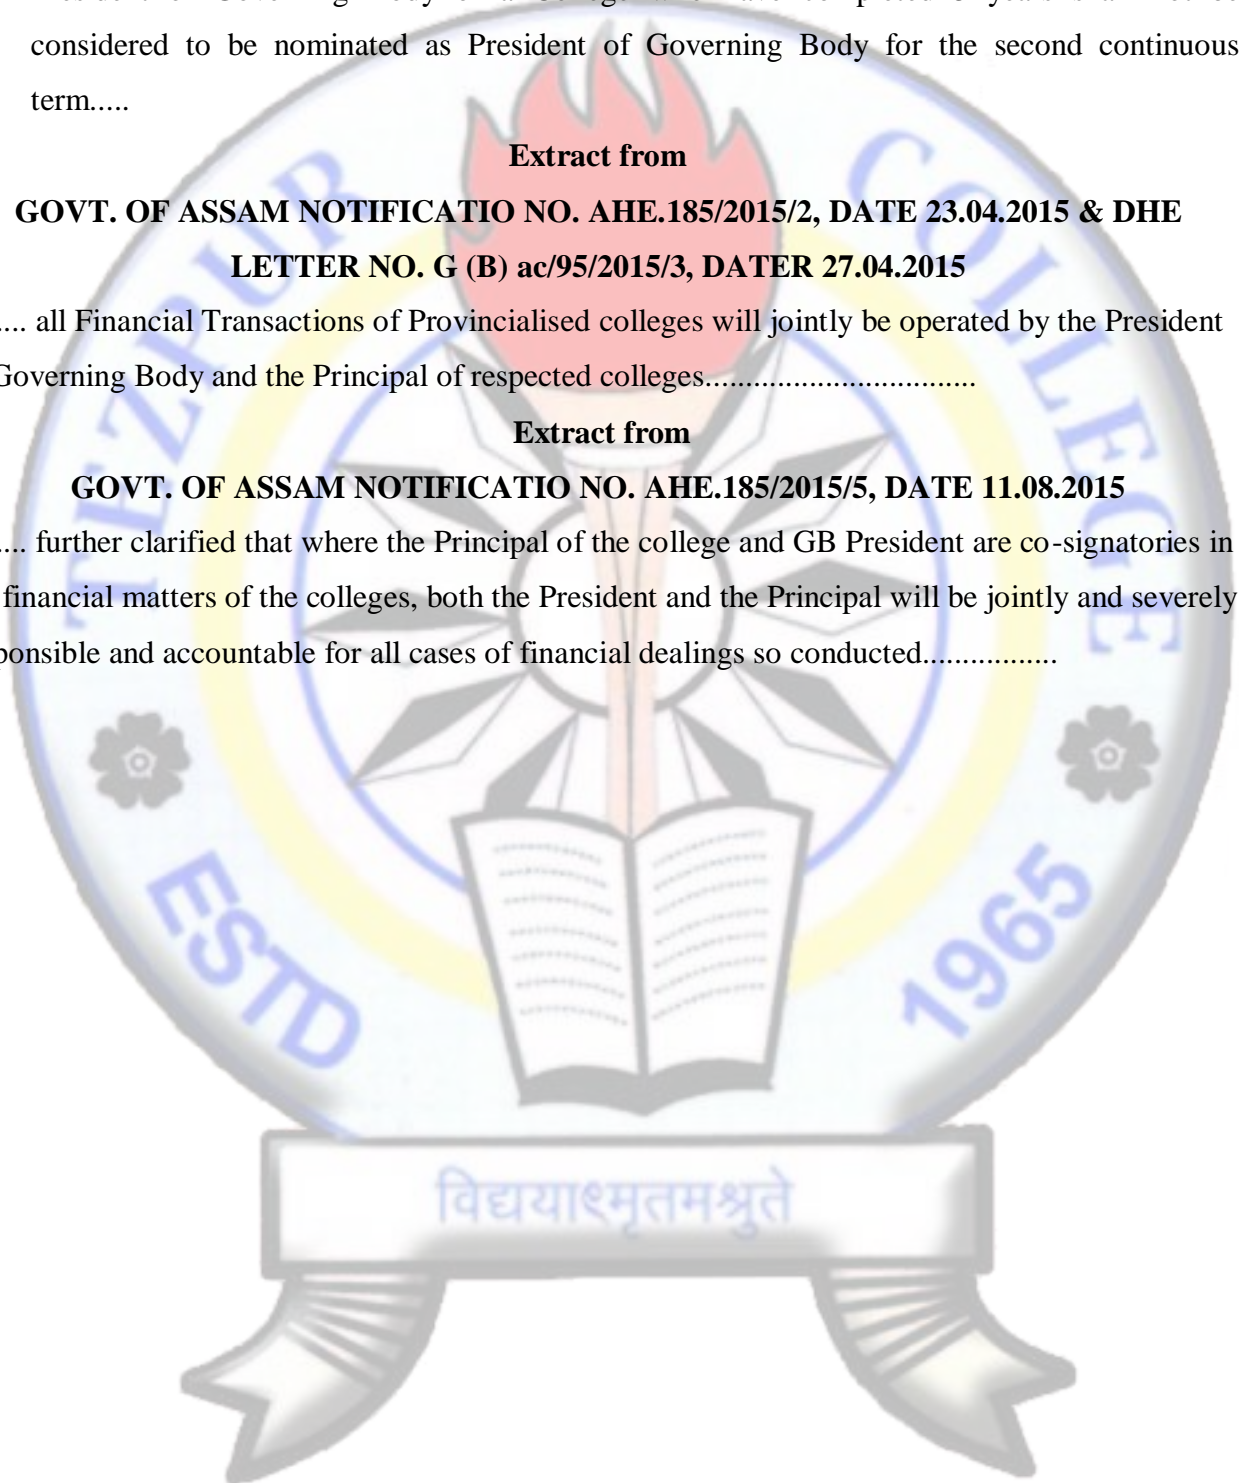 considered to be nominated as President of Governing Body for the second continuous
term.....
Extract from
GOVT. OF ASSAM NOTIFICATIO NO. AHE.185/2015/2, DATE 23.04.2015 & DHE
LETTER NO. G (B) ac/95/2015/3, DATER 27.04.2015
.... all Financial Transactions of Provincialised colleges will jointly be operated by the President
Governing Body and the Principal of respected colleges.................................
Extract from
GOVT. OF ASSAM NOTIFICATIO NO. AHE.185/2015/5, DATE 11.08.2015
.... further clarified that where the Principal of the college and GB President are co-signatories in
financial matters of the colleges, both the President and the Principal will be jointly and severely
ponsible and accountable for all cases of financial dealings so conducted................
TEZPUR COLLEGE
ESTD 1965
विद्ययाऽमृतमश्नुते